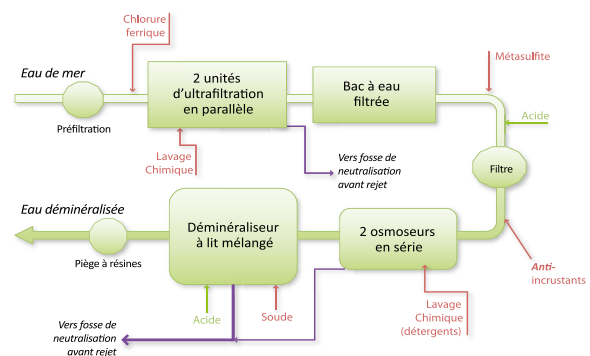 Chlorure
ferrique
Eau de mer
2 unités
d'ultrafiltration
en parallèle
Bac à eau
filtrée
Métasulfite
Préfiltration
Acide
Lavage
Chimique
Vers fosse de
neutralisation
avant rejet
Filtre
Eau déminéralisée
Déminéraliseur
à lit mélangé
2 osmoseurs
en série
Piège à résines
Anti-
incrustants
Acide
Soude
Lavage
Chimique
(détergents)
Vers fosse de
neutralisation
avant rejet